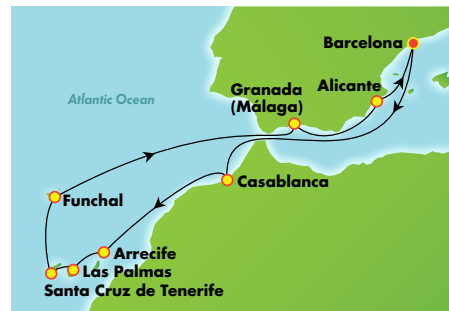 Barcelona
Granada
(Málaga)
Alicante
Atlantic Ocean
Casablanca
Funchal
Arrecife
Las Palmas
Santa Cruz de Tenerife